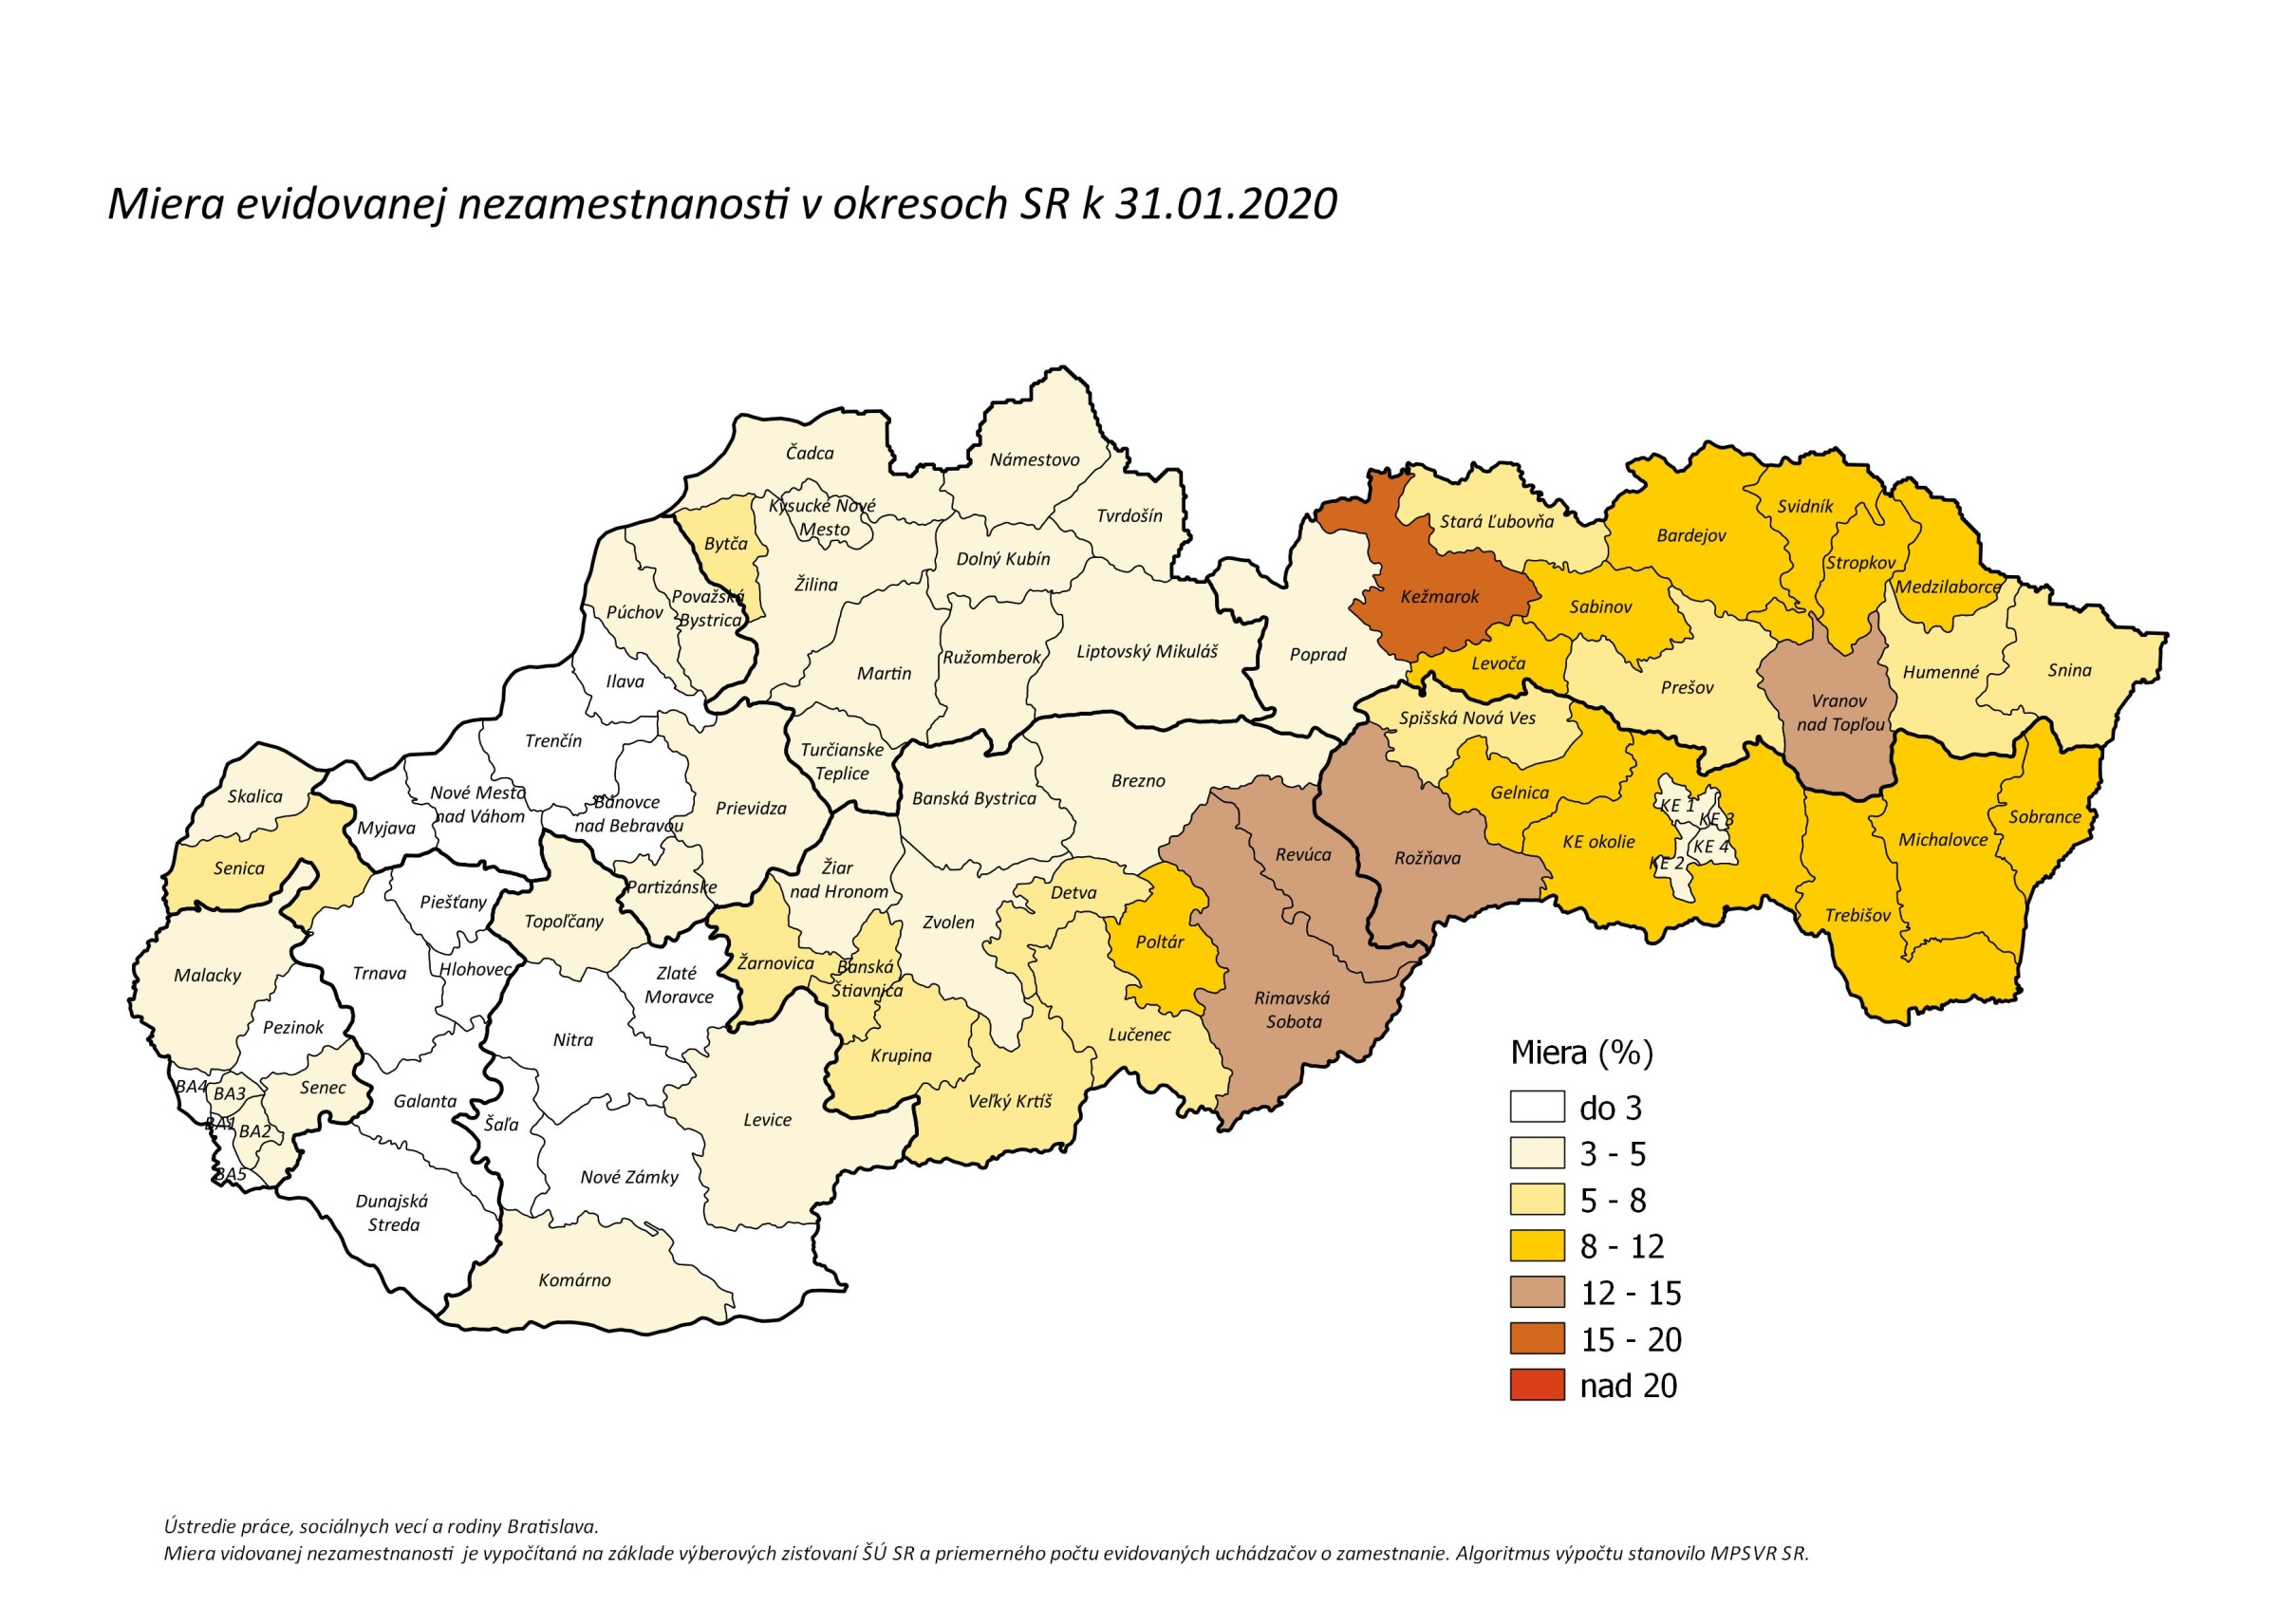 Miera evidovanej nezamestnanosti v okresoch SR k 31.01.2020
Čadca
Námestovo
Kysucké Nové
Mesto
Tvrdošín
Bytča
Dolný Kubín
Žilina
Považská
Bystrica
Púchov
Ilava
Martin
Ružomberok
Liptovský Mikuláš
Poprad
Kežmarok
Stará Ľubovňa
Bardejov
Svidník
Stropkov
Medzilaborce
Sabinov
Levoča
Prešov
Vranov
nad Topľou
Humenné
Snina
Spišská Nová Ves
Gelnica
KE okolie
KE 1
KE 3
KE 4
KE 2
Michalovce
Sobrance
Trebišov
Rožňava
Revúca
Rimavská
Sobota
Trenčín
Turčianske
Teplice
Banská Bystrica
Brezno
Skalica
Senica
Myjava
Nové Mesto
nad Váhom
Bánovce
nad Bebravou
Prievidza
Partizánske
Žiar
nad Hronom
Detva
Zvolen
Poltár
Piešťany
Topoľčany
Malacky
Trnava
Hlohovec
Zlaté
Moravce
Žarnovica
Banská
Štiavnica
Pezinok
Nitra
Krupina
Lučenec
Veľký Krtíš
Senec
BA4
BA3
BA1
BA2
BA5
Galanta
Šaľa
Levice
Nové Zámky
Dunajská
Streda
Komárno
Miera (%)
do 3
3 - 5
5 - 8
8 - 12
12 - 15
15 - 20
nad 20
Ústredie práce, sociálnych vecí a rodiny Bratislava.
Miera vidovanej nezamestnanosti je vypočítaná na základe výberových zisťovaní ŠÚ SR a priemerného počtu evidovaných uchádzačov o zamestnanie. Algoritmus výpočtu stanovilo MPSVR SR.